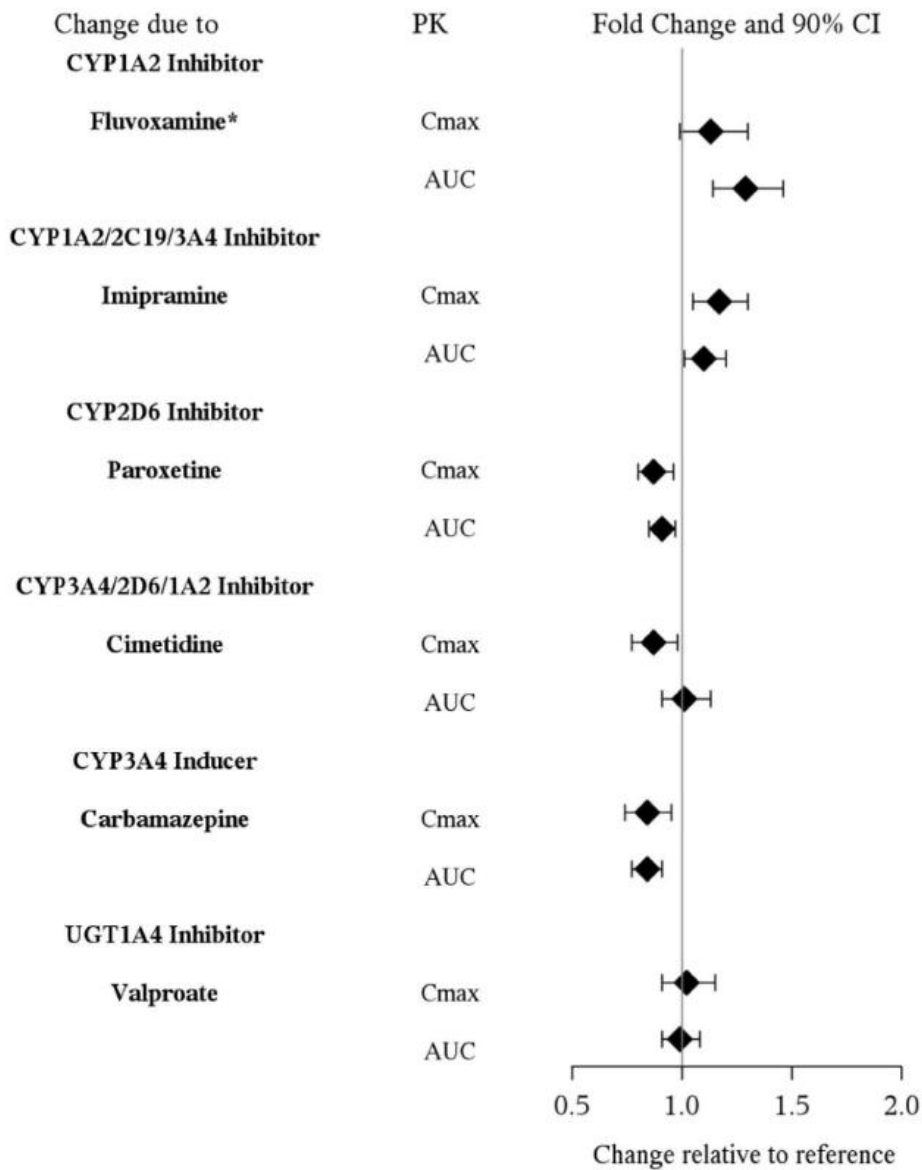 Change due to PK Fold Change and 90% CI
CYP1A2 Inhibitor
Fluvoxamine* Cmax
AUC
CYP1A2/2C19/3A4 Inhibitor
Imipramine Cmax
AUC
CYP2D6 Inhibitor
Paroxetine Cmax
AUC
CYP3A4/2D6/1A2 Inhibitor
Cimetidine Cmax
AUC
CYP3A4 Inducer
Carbamazepine Cmax
AUC
UGT1A4 Inhibitor
Valproate Cmax
AUC
0.5 1.0 1.5 2.0
Change relative to reference